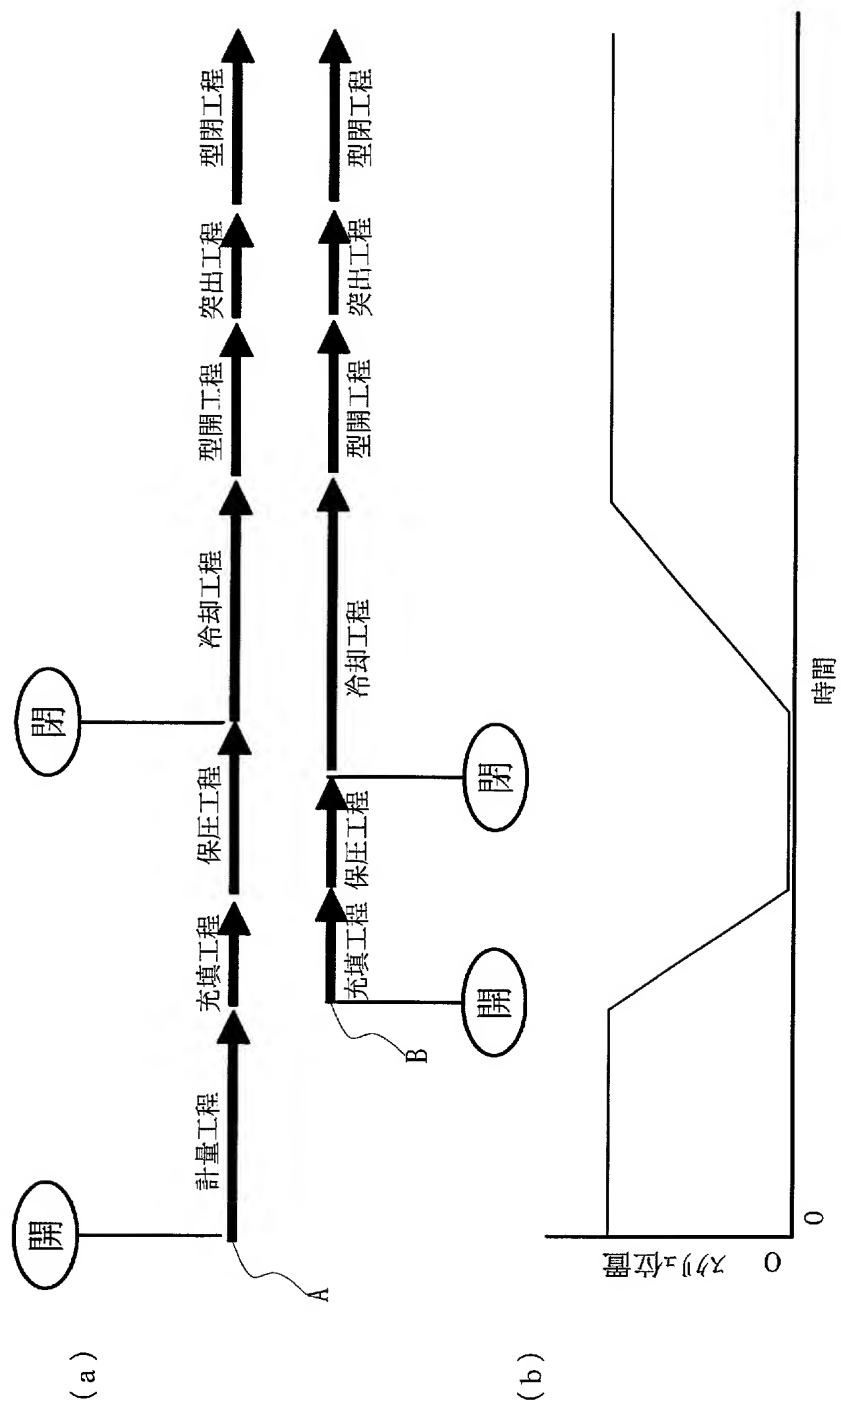 (a)
開
閉
計量工程
充填工程
保圧工程
冷却工程
型開工程
突出工程
型閉工程
A
充填工程
保圧工程
冷却工程
型開工程
突出工程
型閉工程
B
開
閉
(b)
スクリュ位置
0
0
時間